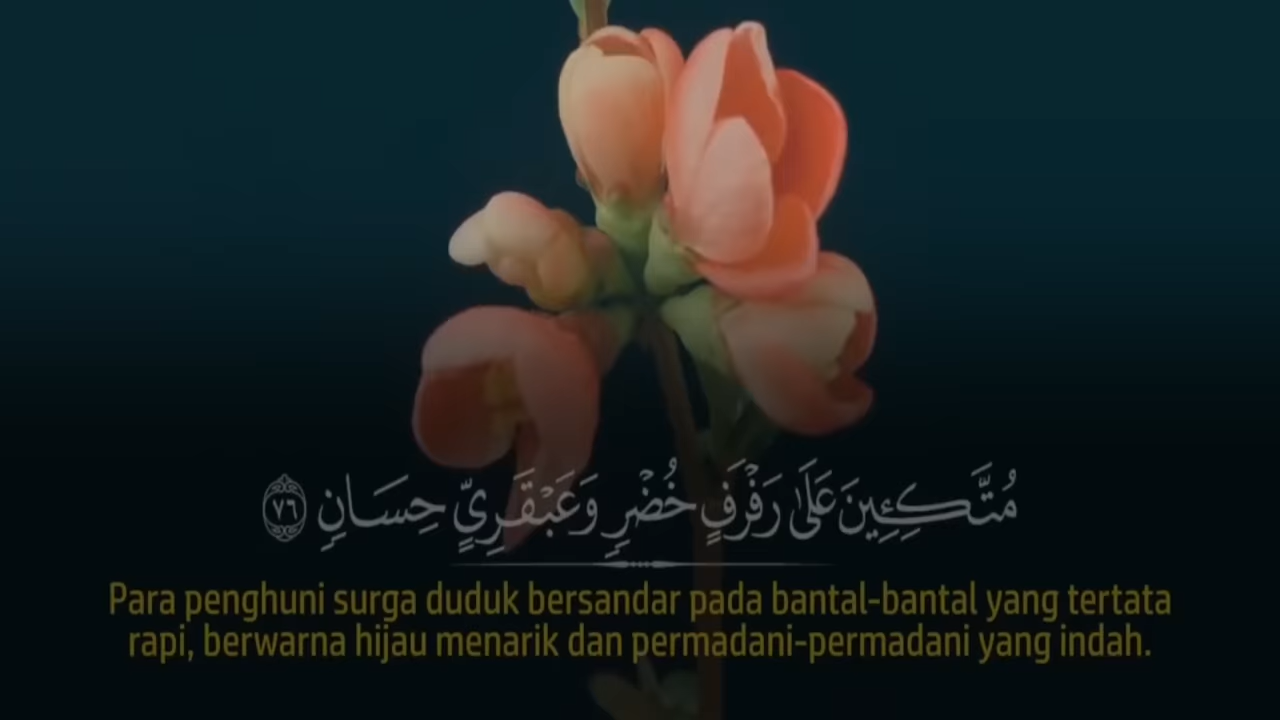 مُتَّكِـِٔينَ عَلَىٰ رَفْرَفٍ خُضْرٍ وَعَبْقَرِيٍّ حِسَانٍ ٧٦
Para penghuni surga duduk bersandar pada bantal-bantal yang tertata
rapi, berwarna hijau menarik dan permadani-permadani yang indah.